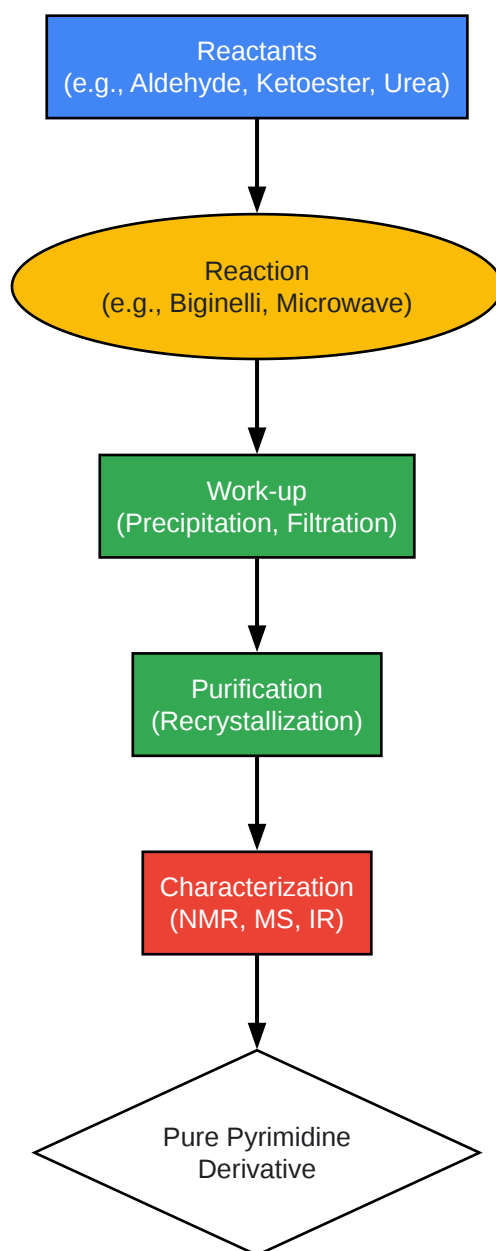 Reactants
(e.g., Aldehyde, Ketoester, Urea)
Reaction
(e.g., Biginelli, Microwave)
Work-up
(Precipitation, Filtration)
Purification
(Recrystallization)
Characterization
(NMR, MS, IR)
Pure Pyrimidine
Derivative